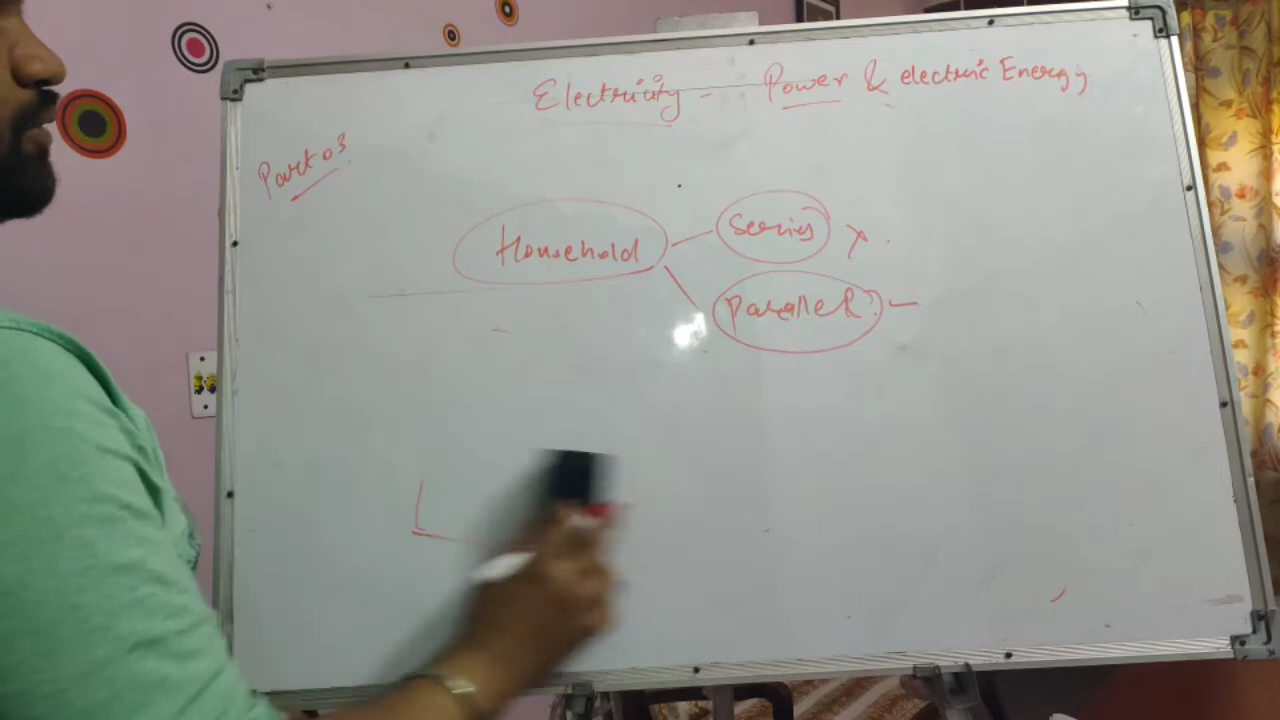 Electricity - Power & electric Energy
Part 03
Household
Series x
Parallel? -